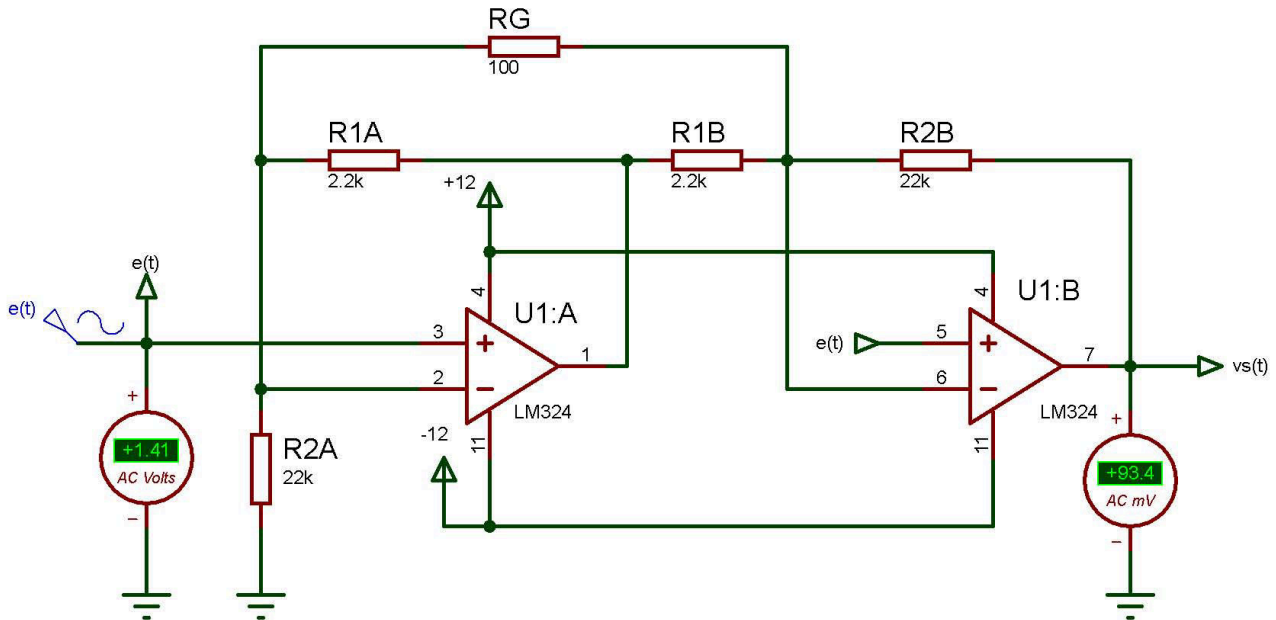 RG
100
R1A
2.2k
R1B
2.2k
R2B
22k
+12
e(t)
e(t)
4
U1:A
3
+
2
−
1
LM324
11
-12
4
U1:B
e(t)
5
+
6
−
7
LM324
11
vs(t)
+
+1.41
AC Volts
−
R2A
22k
+
+93.4
AC mV
−